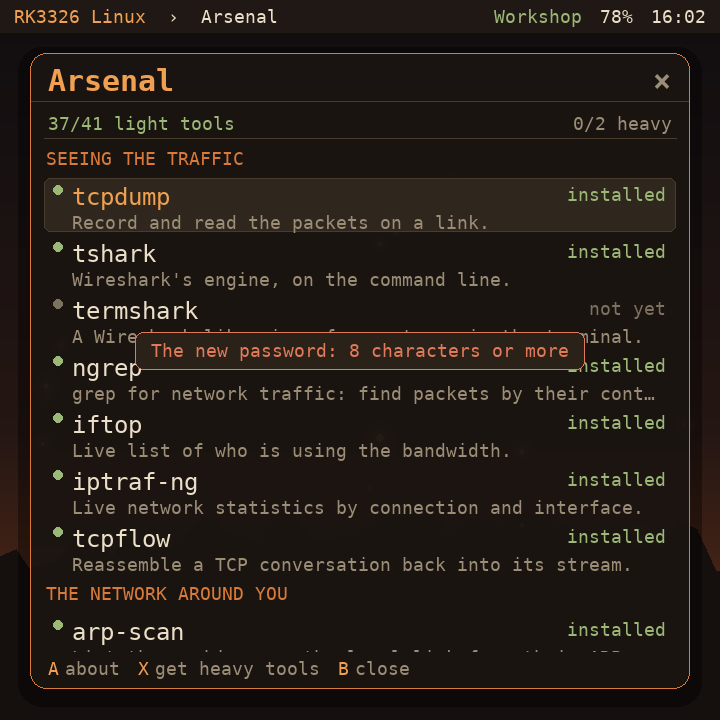 RK3326 Linux › Arsenal Workshop 78% 16:02
Arsenal ×
37/41 light tools 0/2 heavy
SEEING THE TRAFFIC
tcpdump installed
Record and read the packets on a link.
tshark installed
Wireshark's engine, on the command line.
termshark not yet
A Wire
The new password: 8 characters or more
ngrep installed
grep for network traffic: find packets by their cont…
iftop installed
Live list of who is using the bandwidth.
iptraf-ng installed
Live network statistics by connection and interface.
tcpflow installed
Reassemble a TCP conversation back into its stream.
THE NETWORK AROUND YOU
arp-scan installed
A about X get heavy tools B close